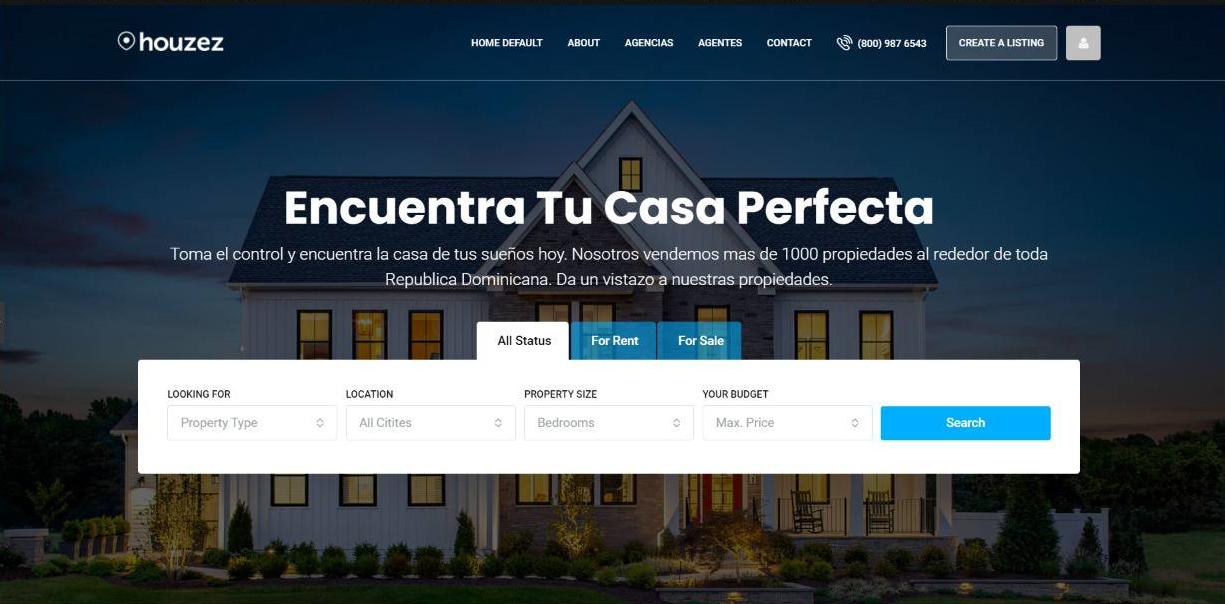 houzez
HOME DEFAULT ABOUT AGENCIAS AGENTES CONTACT (800) 987 6543 CREATE A LISTING
Encuentra Tu Casa Perfecta
Toma el control y encuentra la casa de tus sueños hoy. Nosotros vendemos mas de 1000 propiedades al rededor de toda
Republica Dominicana. Da un vistazo a nuestras propiedades.
All Status For Rent For Sale
LOOKING FOR LOCATION PROPERTY SIZE YOUR BUDGET
Property Type All Citites Bedrooms Max. Price Search